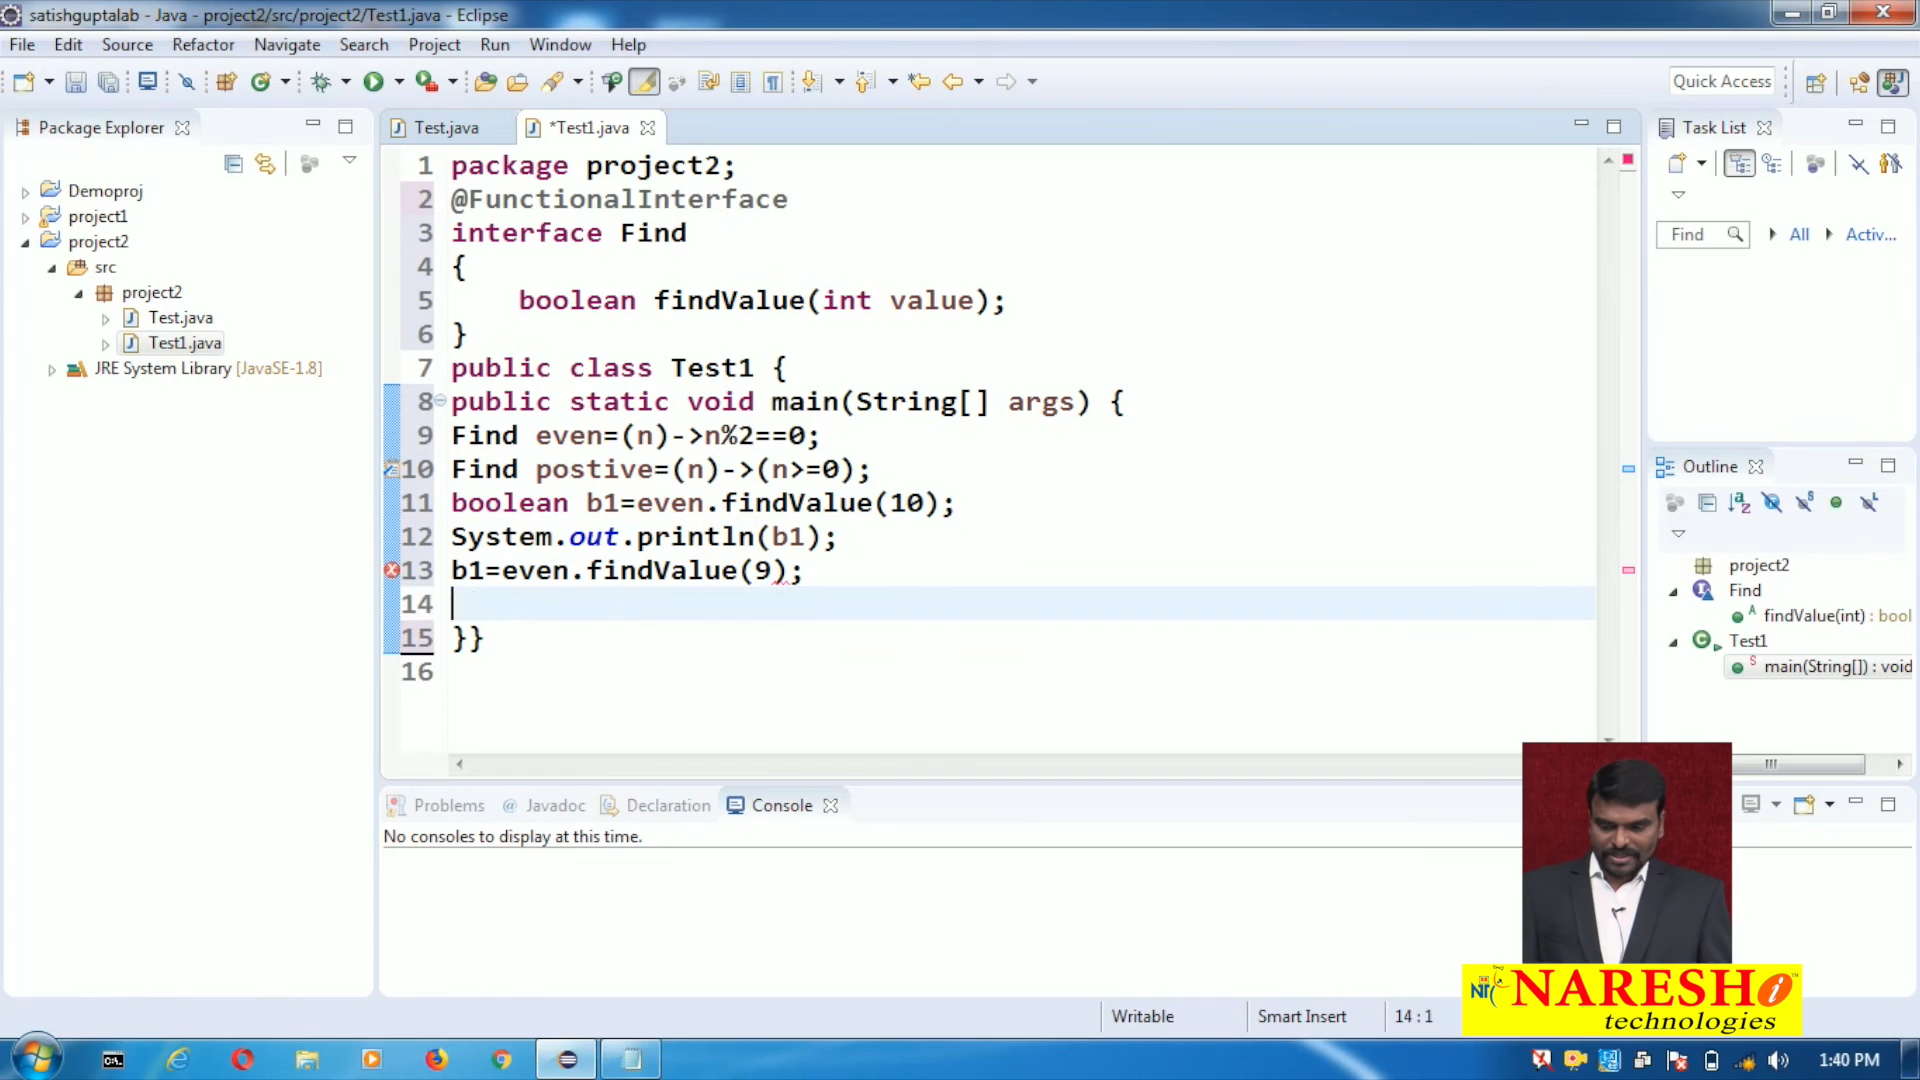 satishguptalab - Java - project2/src/project2/Test1.java - Eclipse
File Edit Source Refactor Navigate Search Project Run Window Help
Quick Access
Package Explorer
Demoproj
project1
project2
src
project2
Test.java
Test1.java
JRE System Library [JavaSE-1.8]
Test.java *Test1.java
1 package project2;
2 @FunctionalInterface
3 interface Find
4 {
5 boolean findValue(int value);
6 }
7 public class Test1 {
8 public static void main(String[] args) {
9 Find even=(n)->n%2==0;
10 Find postive=(n)->(n>=0);
11 boolean b1=even.findValue(10);
12 System.out.println(b1);
13 b1=even.findValue(9);
14
15 }}
16
Task List
Find All Activ...
Outline
project2
Find
findValue(int) : bool
Test1
main(String[]) : void
Problems Javadoc Declaration Console
No consoles to display at this time.
Writable Smart Insert 14 : 1
NARESH i
technologies
1:40 PM